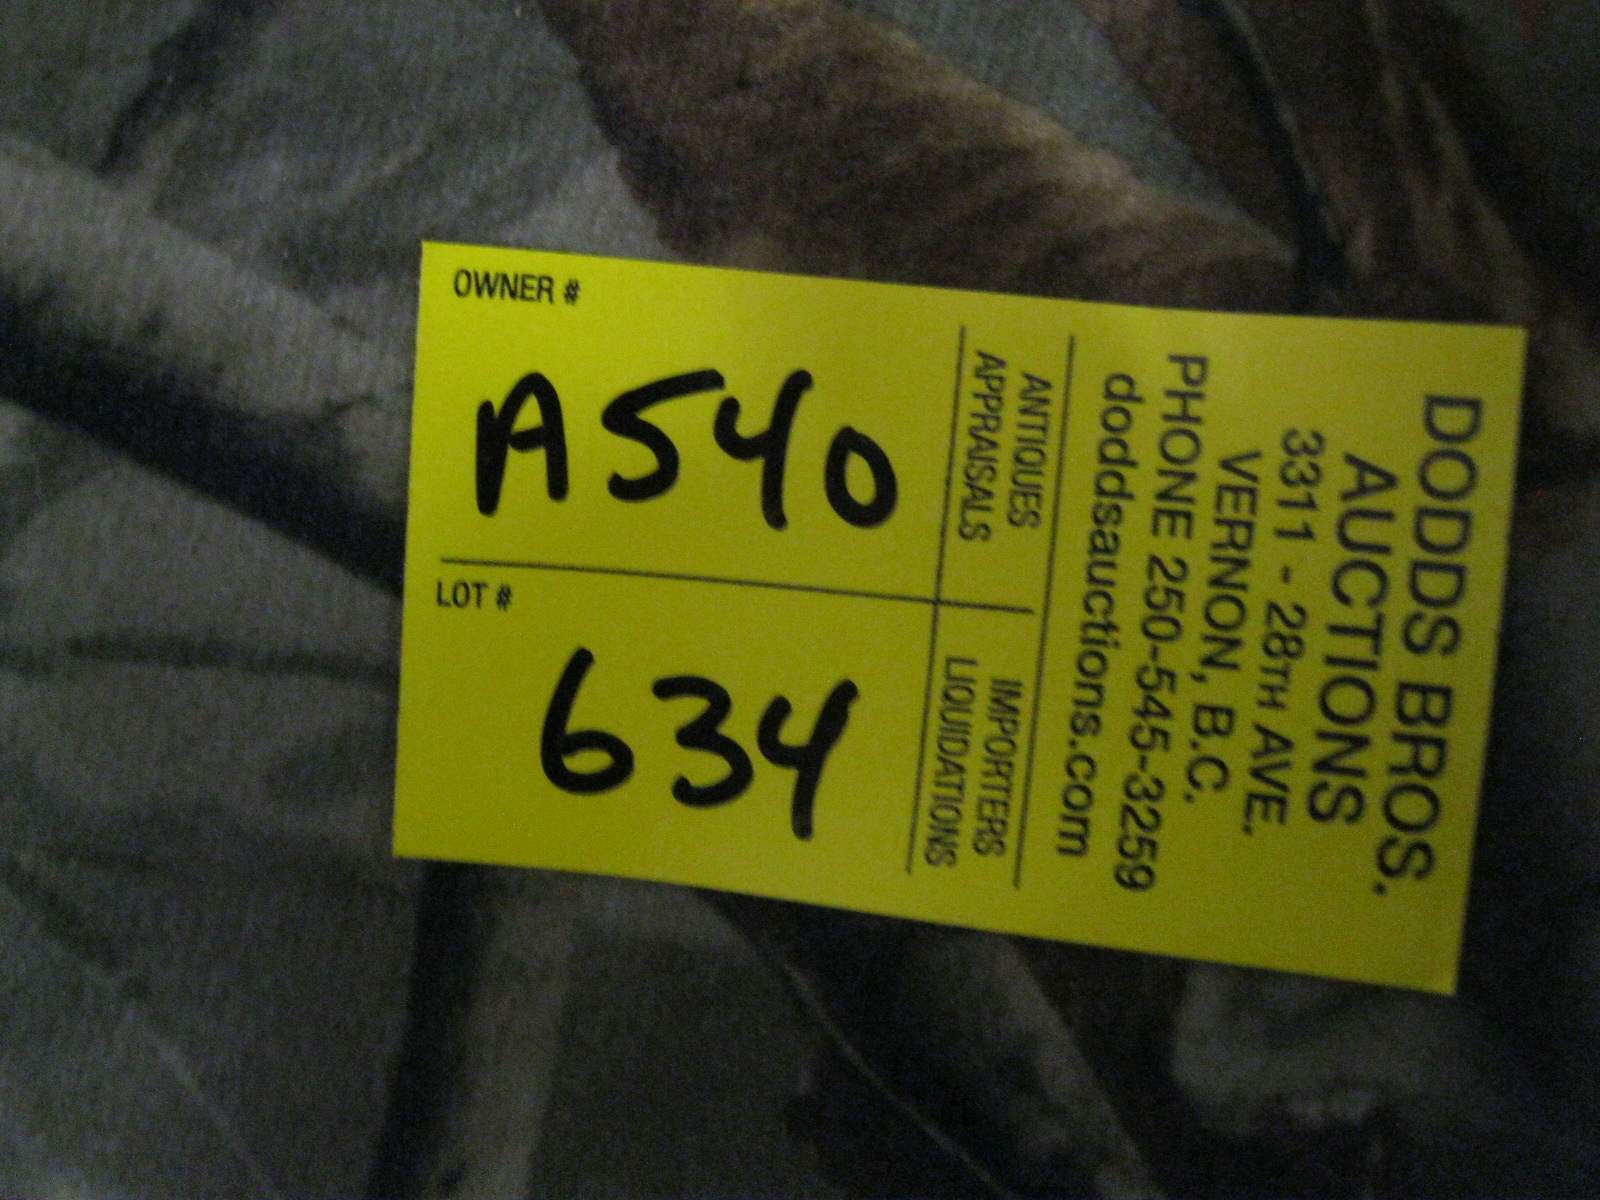 OWNER #
A540
LOT #
634
DODDS BROS.
AUCTIONS
3311 - 28TH AVE.
VERNON, B.C.
PHONE 250-545-3259
doddsauctions.com
ANTIQUES
APPRAISALS
IMPORTERS
LIQUIDATIONS